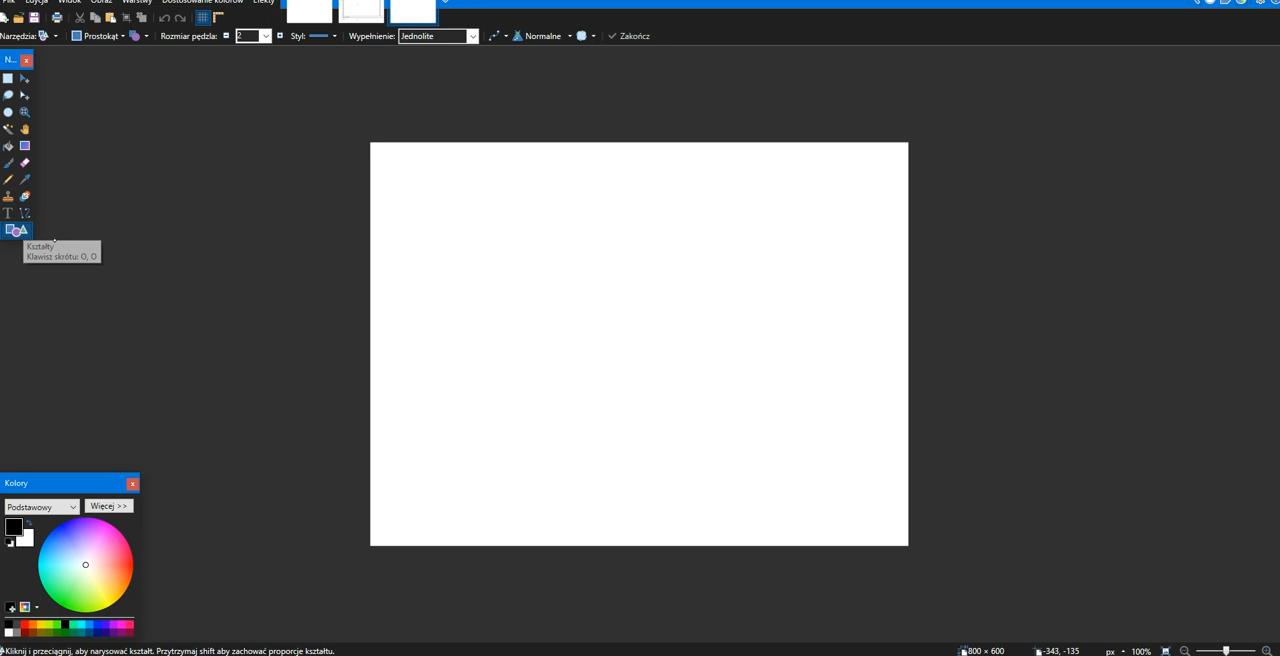 Plik Edycja Widok Obraz Warstwy Dostosowanie kolorów Efekty
Narzędzia: Prostokąt Rozmiar pędzla: 2 Styl: Wypełnienie: Jednolite Normalne Zakończ
N...
Kształty
Klawisz skrótu: O, O
Kolory
Podstawowy Więcej >>
Kliknij i przeciągnij, aby narysować kształt. Przytrzymaj shift aby zachować proporcje kształtu. 800 × 600 -343, -135 px 100%